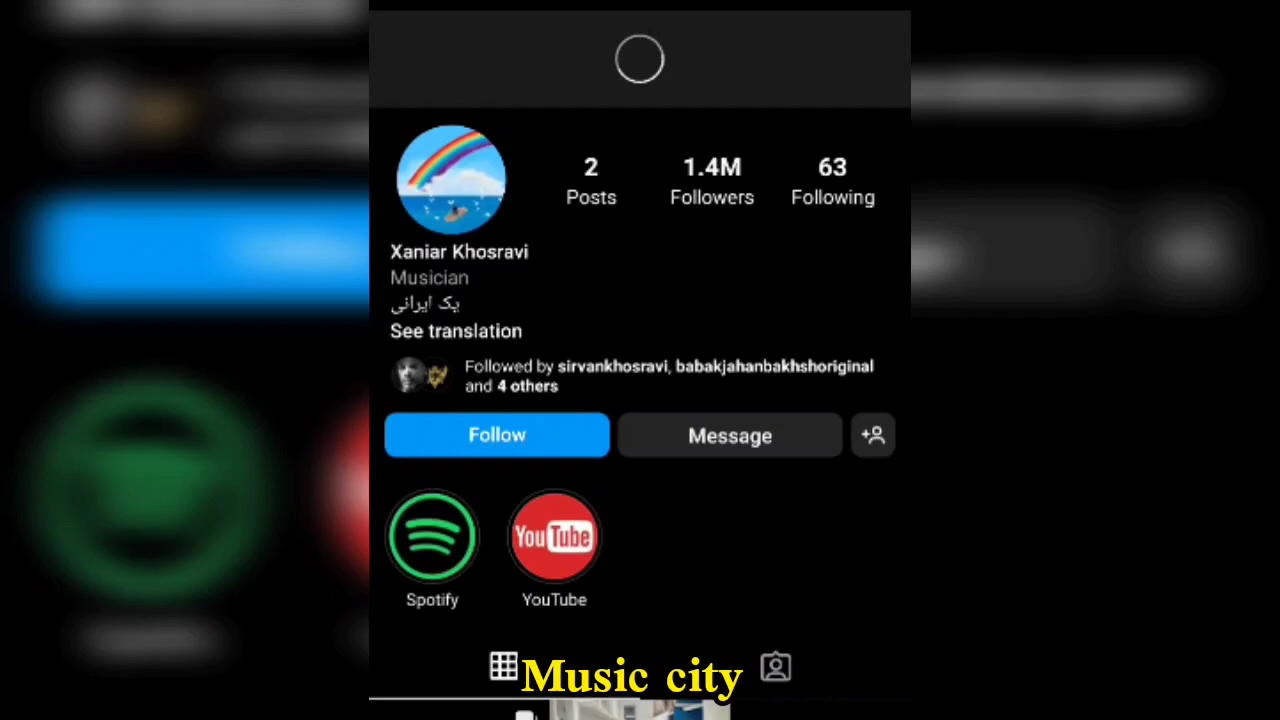 2 1.4M 63
Posts Followers Following
Xaniar Khosravi
Musician
یک ایرانی
See translation
Followed by sirvankhosravi, babakjahanbakhshoriginal
and 4 others
Follow Message
YouTube
Spotify YouTube
Music city